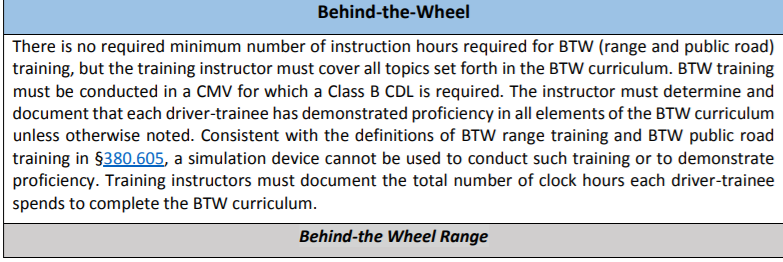 Behind-the-Wheel
There is no required minimum number of instruction hours required for BTW (range and public road)
training, but the training instructor must cover all topics set forth in the BTW curriculum. BTW training
must be conducted in a CMV for which a Class B CDL is required. The instructor must determine and
document that each driver-trainee has demonstrated proficiency in all elements of the BTW curriculum
unless otherwise noted. Consistent with the definitions of BTW range training and BTW public road
training in §380.605, a simulation device cannot be used to conduct such training or to demonstrate
proficiency. Training instructors must document the total number of clock hours each driver-trainee
spends to complete the BTW curriculum.
Behind-the Wheel Range